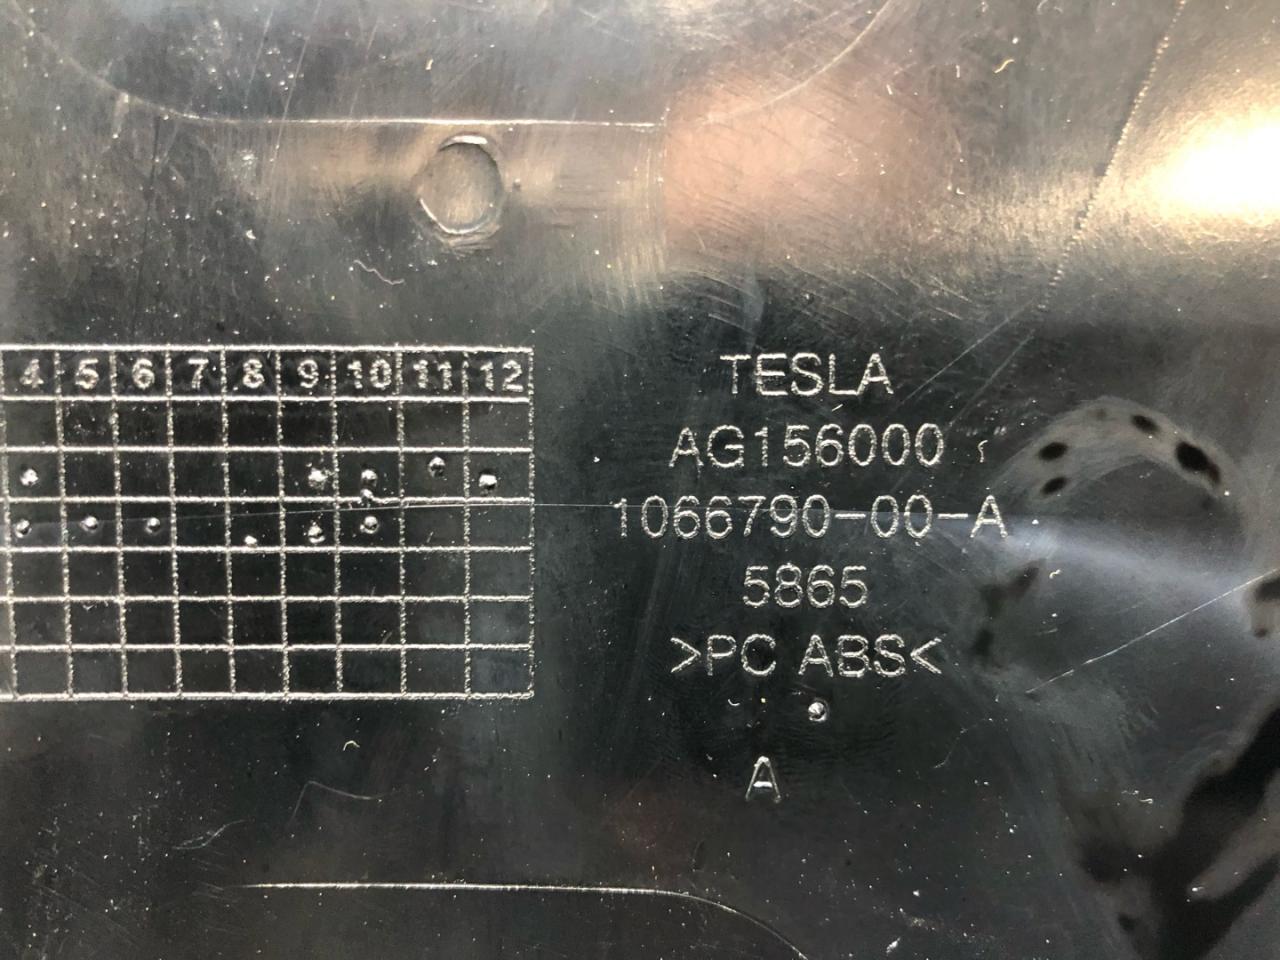 4 5 6 7 8 9 10 11 12
TESLA
AG156000
1066790-00-A
5865
>PC ABS<
A